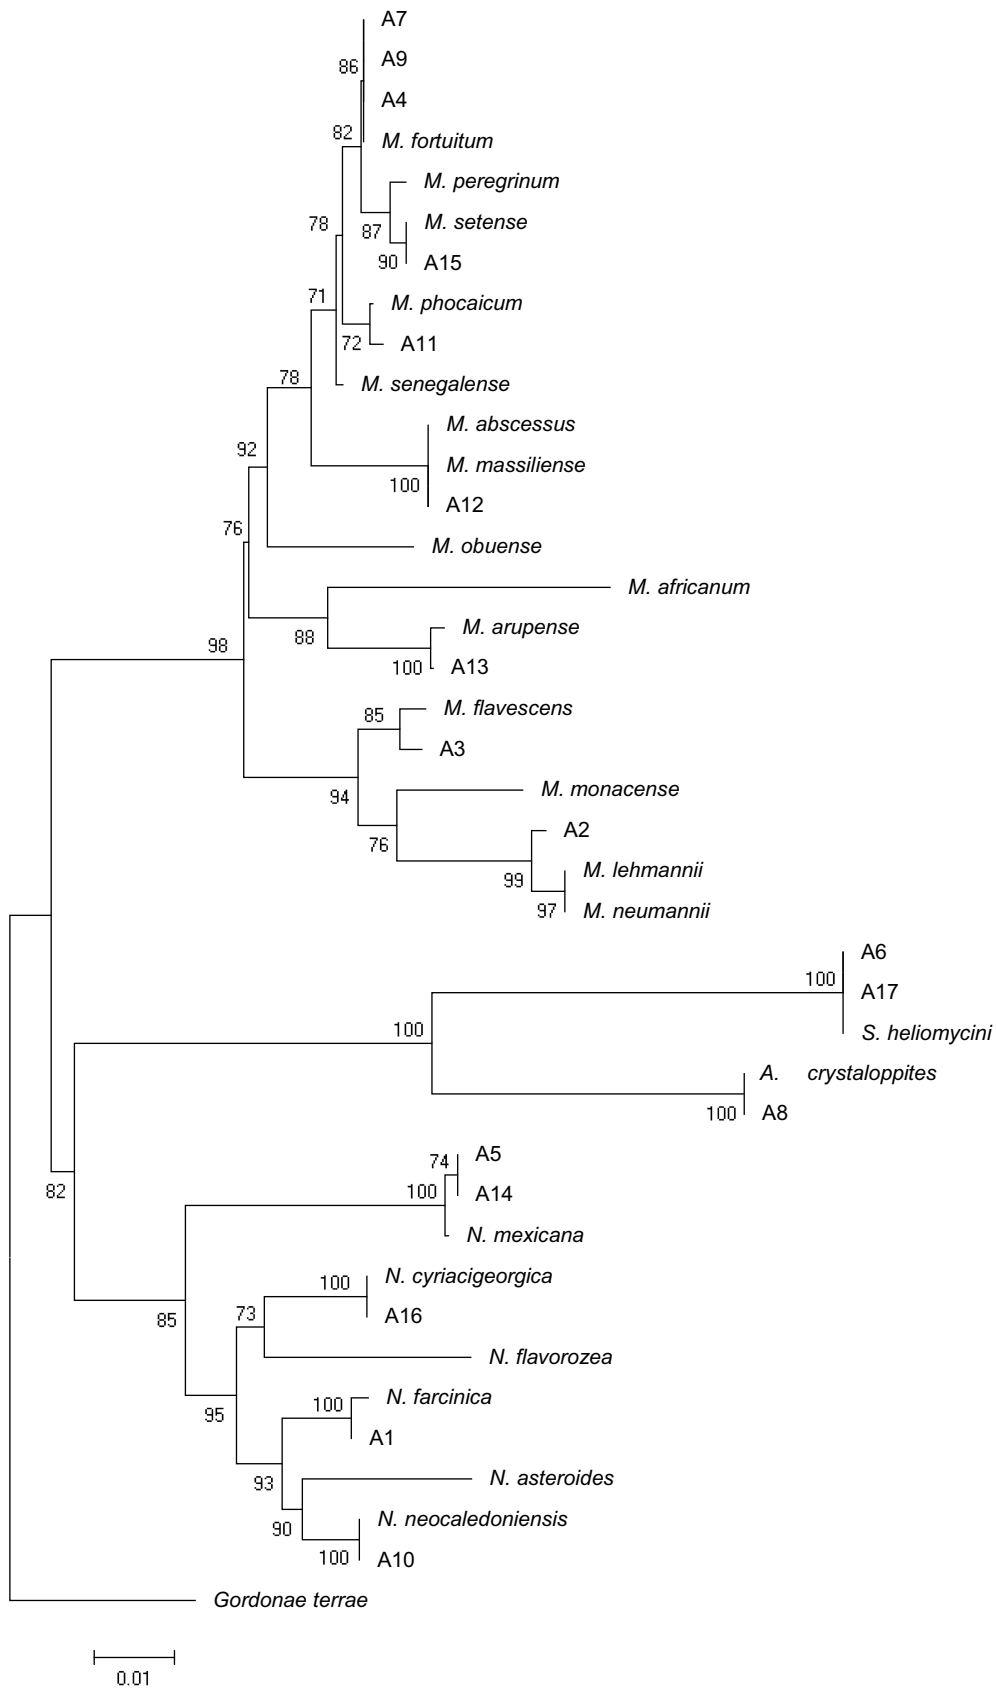 A7
A9
86
A4
82
M. fortuitum
M. peregrinum
78
M. setense
87
90
A15
71
M. phocaicum
72
A11
78
M. senegalense
M. abscessus
92
M. massiliense
100
A12
76
M. obuense
M. africanum
M. arupense
88
98
100
A13
M. flavescens
85
A3
M. monacense
94
A2
76
M. lehmannii
99
97
M. neumannii
A6
100
A17
100
S. heliomycini
A. crystaloppites
100
A8
A5
74
100
A14
82
N. mexicana
N. cyriacigeorgica
100
A16
73
85
N. flavorozea
N. farcinica
100
95
A1
N. asteroides
93
N. neocaledoniensis
90
100
A10
Gordonae terrae
0.01